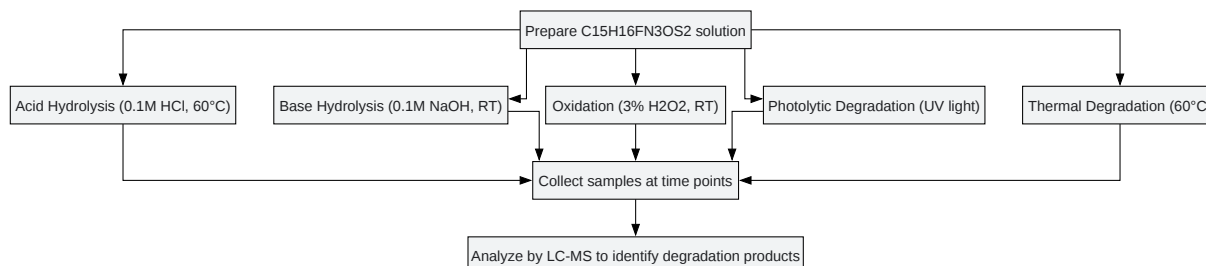 Prepare C15H16FN3OS2 solution
Acid Hydrolysis (0.1M HCl, 60°C)
Base Hydrolysis (0.1M NaOH, RT)
Oxidation (3% H2O2, RT)
Photolytic Degradation (UV light)
Thermal Degradation (60°C)
Collect samples at time points
Analyze by LC-MS to identify degradation products